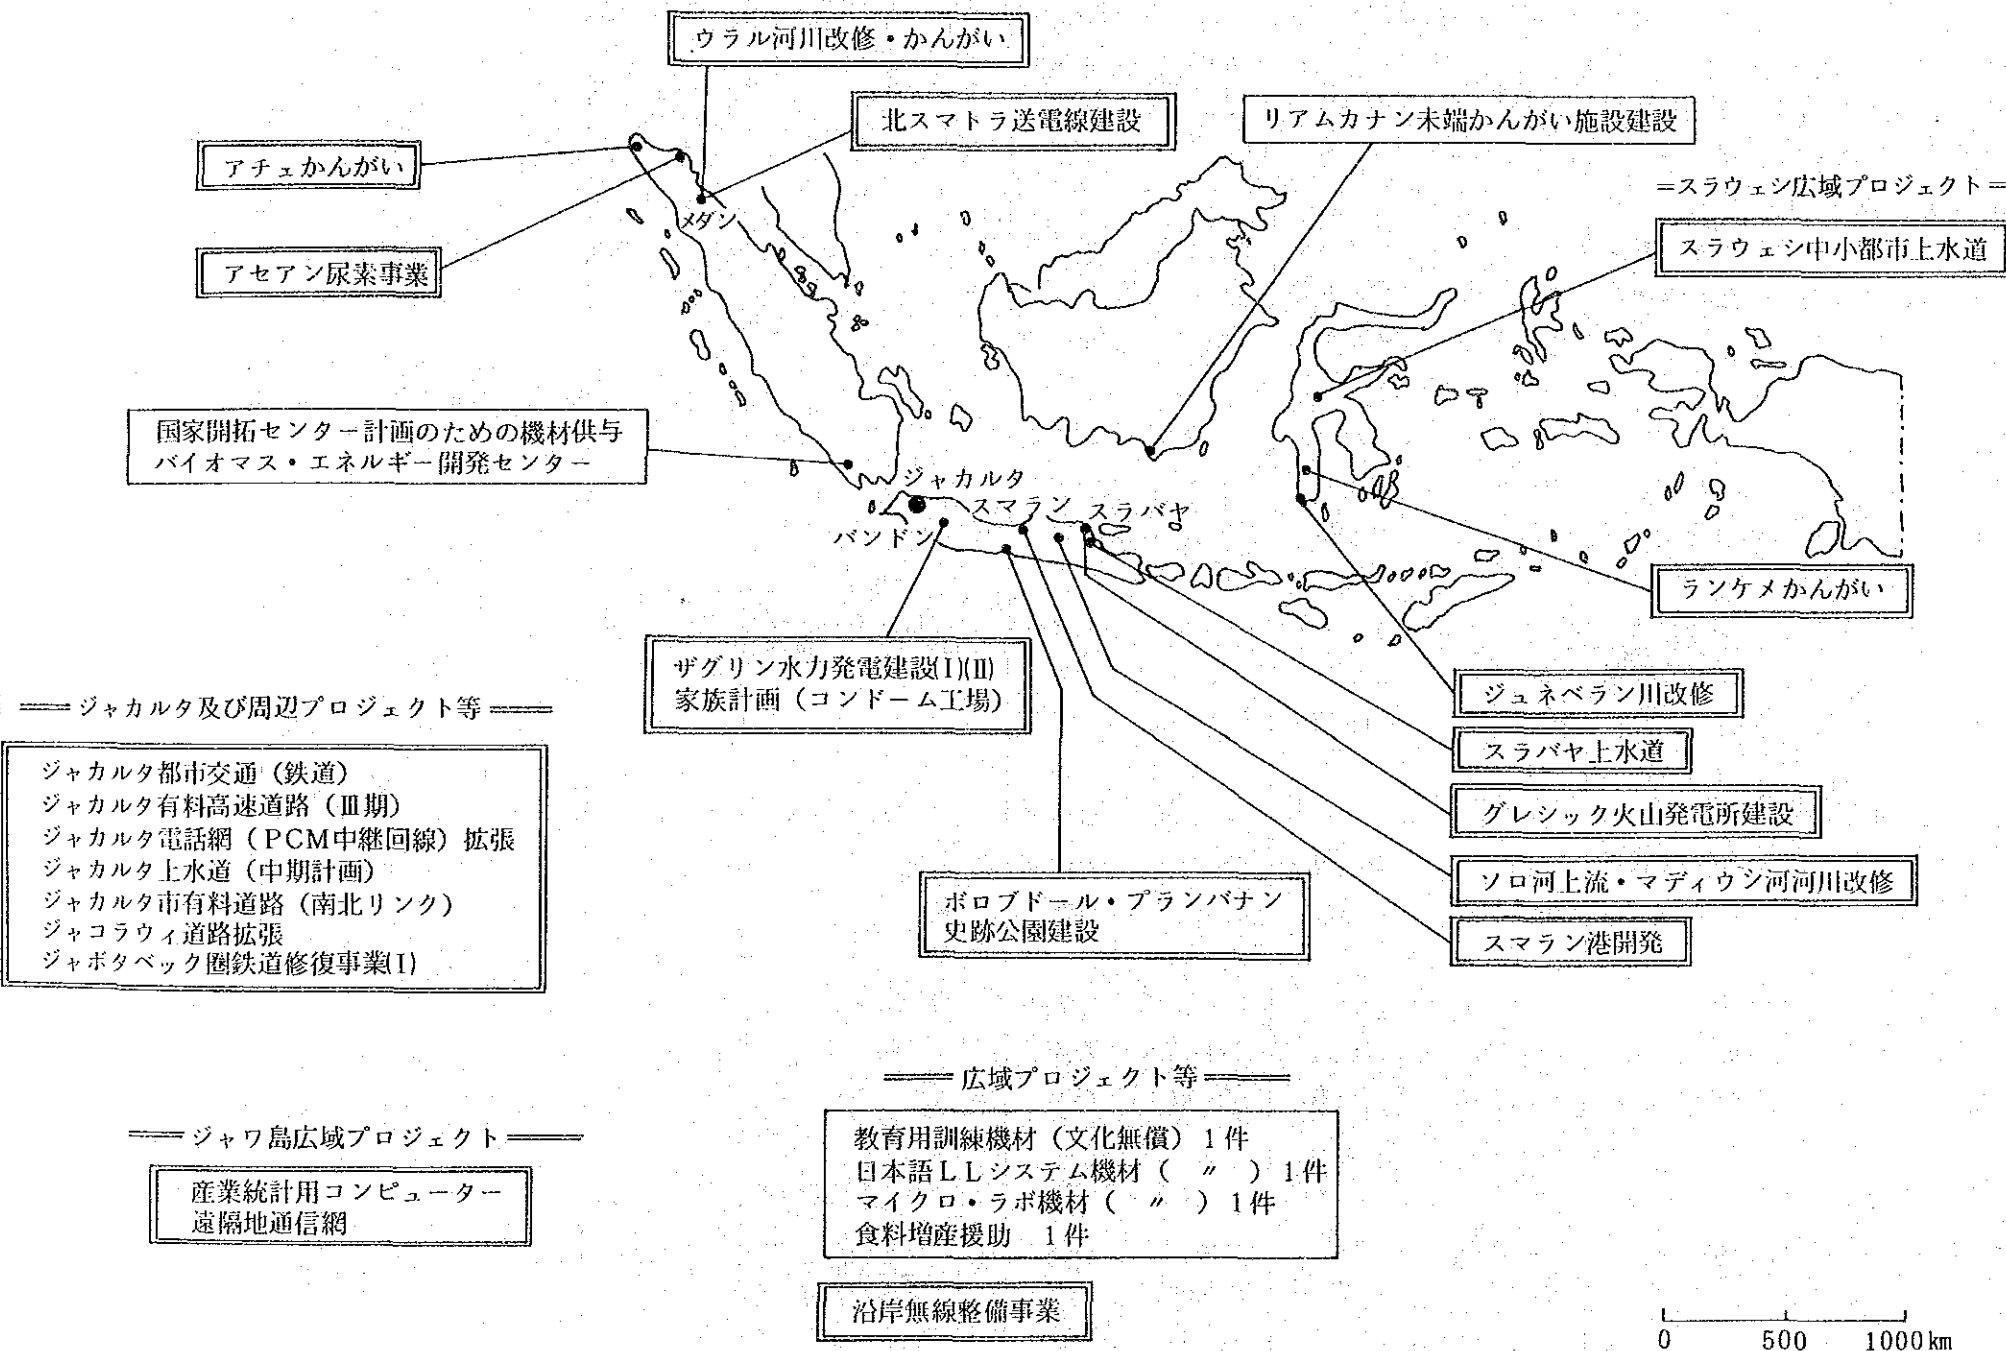 ウラル河川改修・かんがい
北スマトラ送電線建設
リアムカナン末端かんがい施設建設
アチェかんがい
=スラウェシ広域プロジェクト=
スラウェシ中小都市上水道
メダン
アセアン尿素事業
国家開拓センター計画のための機材供与
バイオマス・エネルギー開発センター
ジャカルタ
スマラン
スラバヤ
バンドン
ランケメかんがい
ザグリン水力発電建設(I)(II)
家族計画（コンドーム工場）
ジュネベラン川改修
スラバヤ上水道
グレシック火山発電所建設
ソロ河上流・マディウン河河川改修
スマラン港開発
ボロブドール・プランバナン
史跡公園建設
ジャカルタ及び周辺プロジェクト等
ジャカルタ都市交通（鉄道）
ジャカルタ有料高速道路（Ⅲ期）
ジャカルタ電話網（PCM中継回線）拡張
ジャカルタ上水道（中期計画）
ジャカルタ市有料道路（南北リンク）
ジャコラウィ道路拡張
ジャボタベック圏鉄道修復事業(I)
ジャワ島広域プロジェクト
産業統計用コンピューター
遠隔地通信網
広域プロジェクト等
教育用訓練機材（文化無償）1件
日本語LLシステム機材（　〃　）1件
マイクロ・ラボ機材（　〃　）1件
食料増産援助　1件
沿岸無線整備事業
0 500 1000km